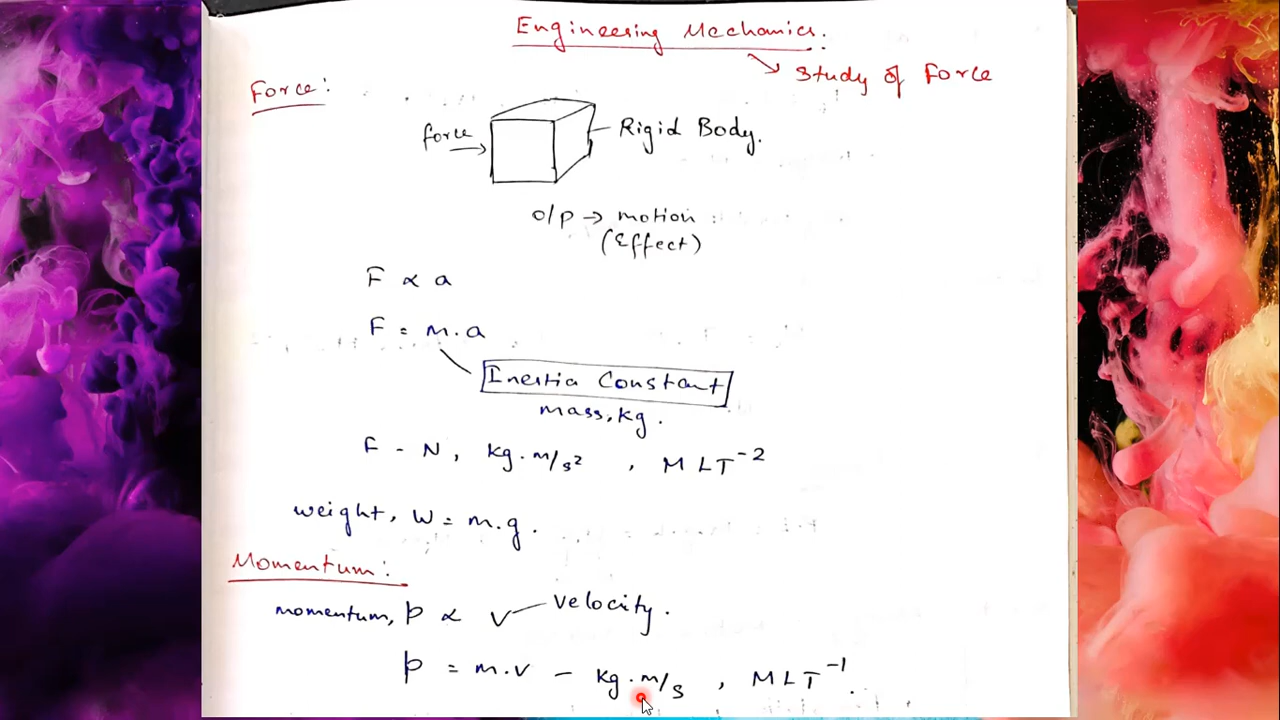 Engineering Mechanics:
Study of Force
Force:
force
Rigid Body.
o/p → motion
(Effect)
F ∝ a
F = m.a
Inertia Constant
mass, kg.
F - N, kg.m/s², MLT⁻²
weight, W = m.g.
Momentum:
momentum, p ∝ v velocity.
p = m.v - kg.m/s, MLT⁻¹.